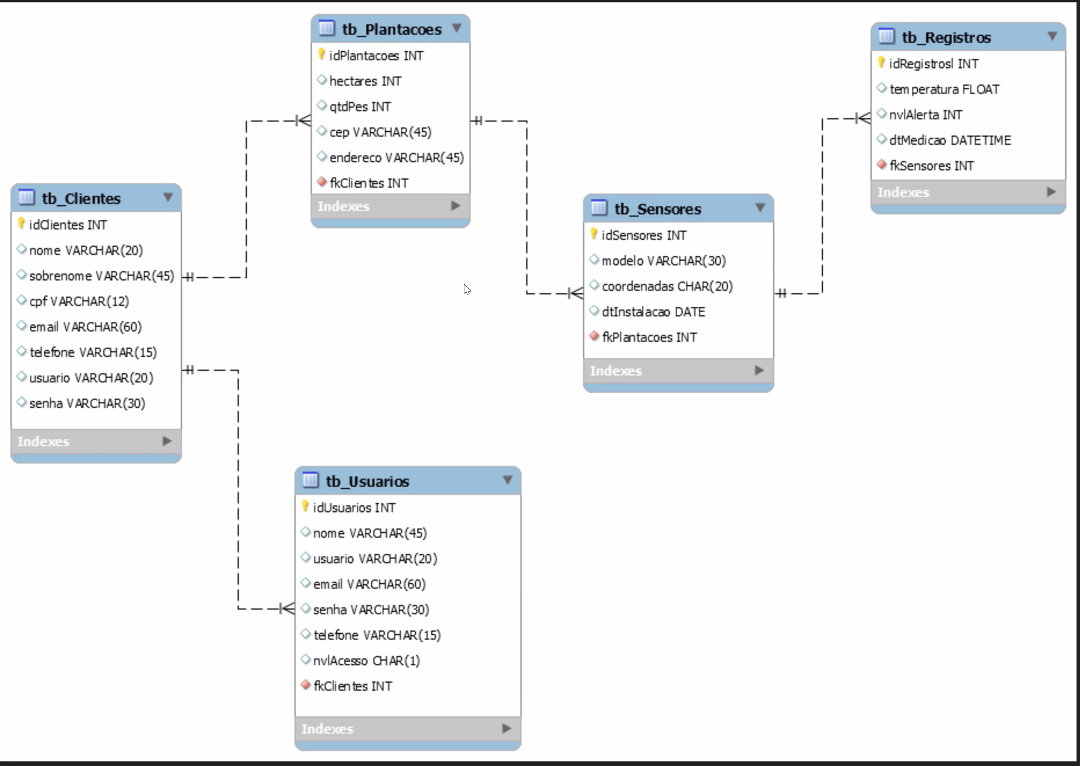 tb_Plantacoes
idPlantacoes INT
hectares INT
qtdPes INT
cep VARCHAR(45)
endereco VARCHAR(45)
fkClientes INT
Indexes
tb_Registros
idRegistrosl INT
temperatura FLOAT
nvlAlerta INT
dtMedicao DATETIME
fkSensores INT
Indexes
tb_Clientes
idClientes INT
nome VARCHAR(20)
sobrenome VARCHAR(45)
cpf VARCHAR(12)
email VARCHAR(60)
telefone VARCHAR(15)
usuario VARCHAR(20)
senha VARCHAR(30)
Indexes
tb_Sensores
idSensores INT
modelo VARCHAR(30)
coordenadas CHAR(20)
dtInstalacao DATE
fkPlantacoes INT
Indexes
tb_Usuarios
idUsuarios INT
nome VARCHAR(45)
usuario VARCHAR(20)
email VARCHAR(60)
senha VARCHAR(30)
telefone VARCHAR(15)
nvlAcesso CHAR(1)
fkClientes INT
Indexes